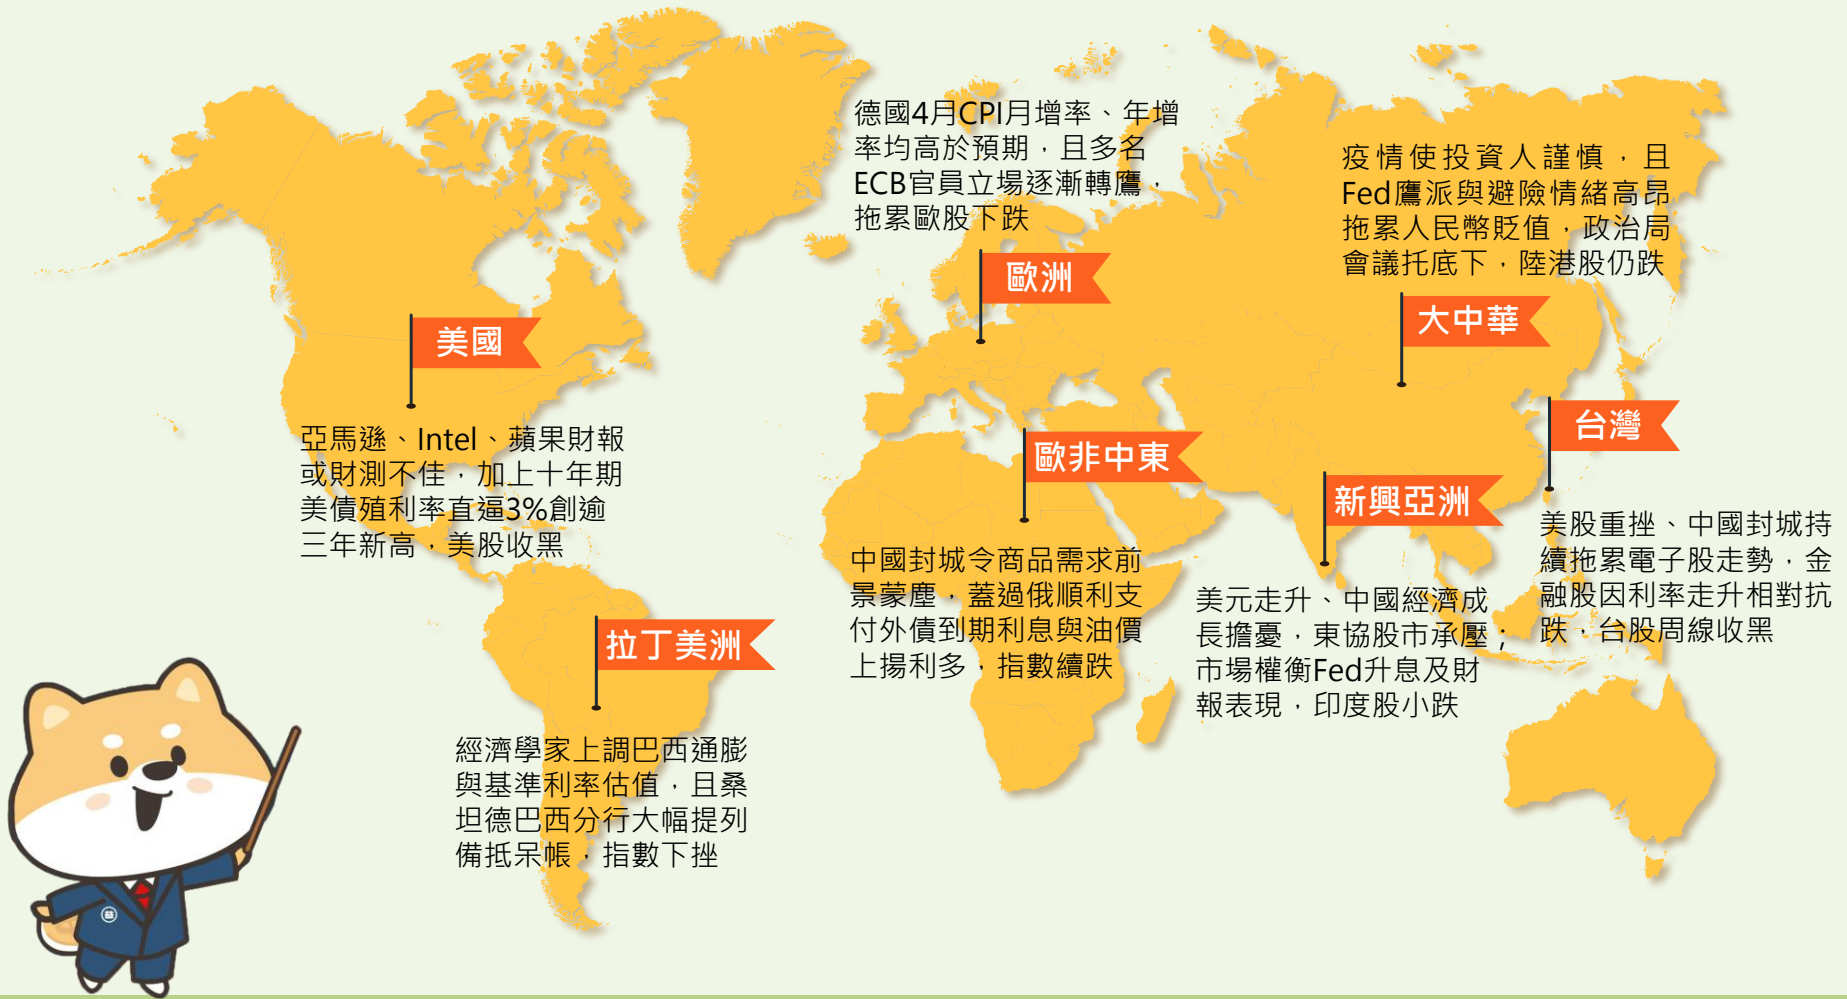 美國
亞馬遜、Intel、蘋果財報
或財測不佳，加上十年期
美債殖利率直逼3%創逾
三年新高，美股收黑
拉丁美洲
經濟學家上調巴西通膨
與基準利率估值，且桑
坦德巴西分行大幅提列
備抵呆帳，指數下挫
德國4月CPI月增率、年增
率均高於預期，且多名
ECB官員立場逐漸轉鷹，
拖累歐股下跌
歐洲
歐非中東
中國封城令商品需求前
景蒙塵，蓋過俄順利支
付外債到期利息與油價
上揚利多，指數續跌
疫情使投資人謹慎，且
Fed鷹派與避險情緒高昂
拖累人民幣貶值，政治局
會議托底下，陸港股仍跌
大中華
新興亞洲
美元走升、中國經濟成
長擔憂，東協股市承壓；
市場權衡Fed升息及財
報表現，印度股小跌
台灣
美股重挫、中國封城持
續拖累電子股走勢，金
融股因利率走升相對抗
跌，台股周線收黑